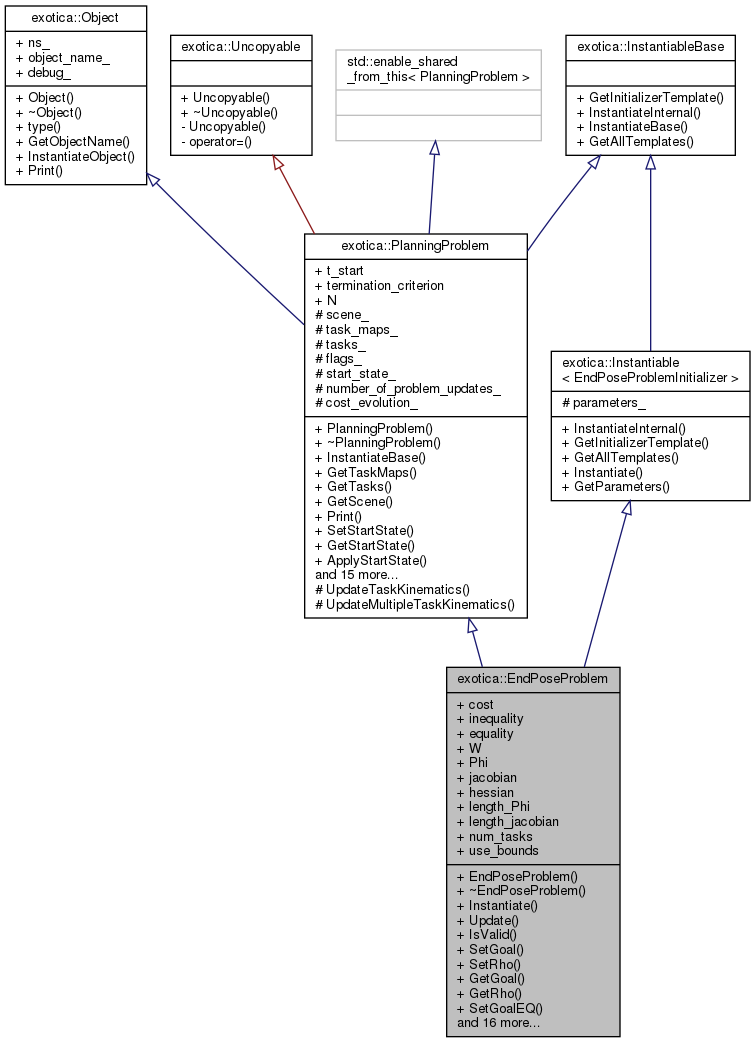 exotica::Object
+ ns_
+ object_name_
+ debug_
+ Object()
+ ~Object()
+ type()
+ GetObjectName()
+ InstantiateObject()
+ Print()
exotica::Uncopyable
+ Uncopyable()
+ ~Uncopyable()
- Uncopyable()
- operator=()
std::enable_shared
_from_this< PlanningProblem >
exotica::InstantiableBase
+ GetInitializerTemplate()
+ InstantiateInternal()
+ InstantiateBase()
+ GetAllTemplates()
exotica::PlanningProblem
+ t_start
+ termination_criterion
+ N
# scene_
# task_maps_
# tasks_
# flags_
# start_state_
# number_of_problem_updates_
# cost_evolution_
+ PlanningProblem()
+ ~PlanningProblem()
+ InstantiateBase()
+ GetTaskMaps()
+ GetTasks()
+ GetScene()
+ Print()
+ SetStartState()
+ GetStartState()
+ ApplyStartState()
and 15 more...
# UpdateTaskKinematics()
# UpdateMultipleTaskKinematics()
exotica::Instantiable
< EndPoseProblemInitializer >
# parameters_
+ InstantiateInternal()
+ GetInitializerTemplate()
+ GetAllTemplates()
+ Instantiate()
+ GetParameters()
exotica::EndPoseProblem
+ cost
+ inequality
+ equality
+ W
+ Phi
+ jacobian
+ hessian
+ length_Phi
+ length_jacobian
+ num_tasks
+ use_bounds
+ EndPoseProblem()
+ ~EndPoseProblem()
+ Instantiate()
+ Update()
+ IsValid()
+ SetGoal()
+ SetRho()
+ GetGoal()
+ GetRho()
+ SetGoalEQ()
and 16 more...